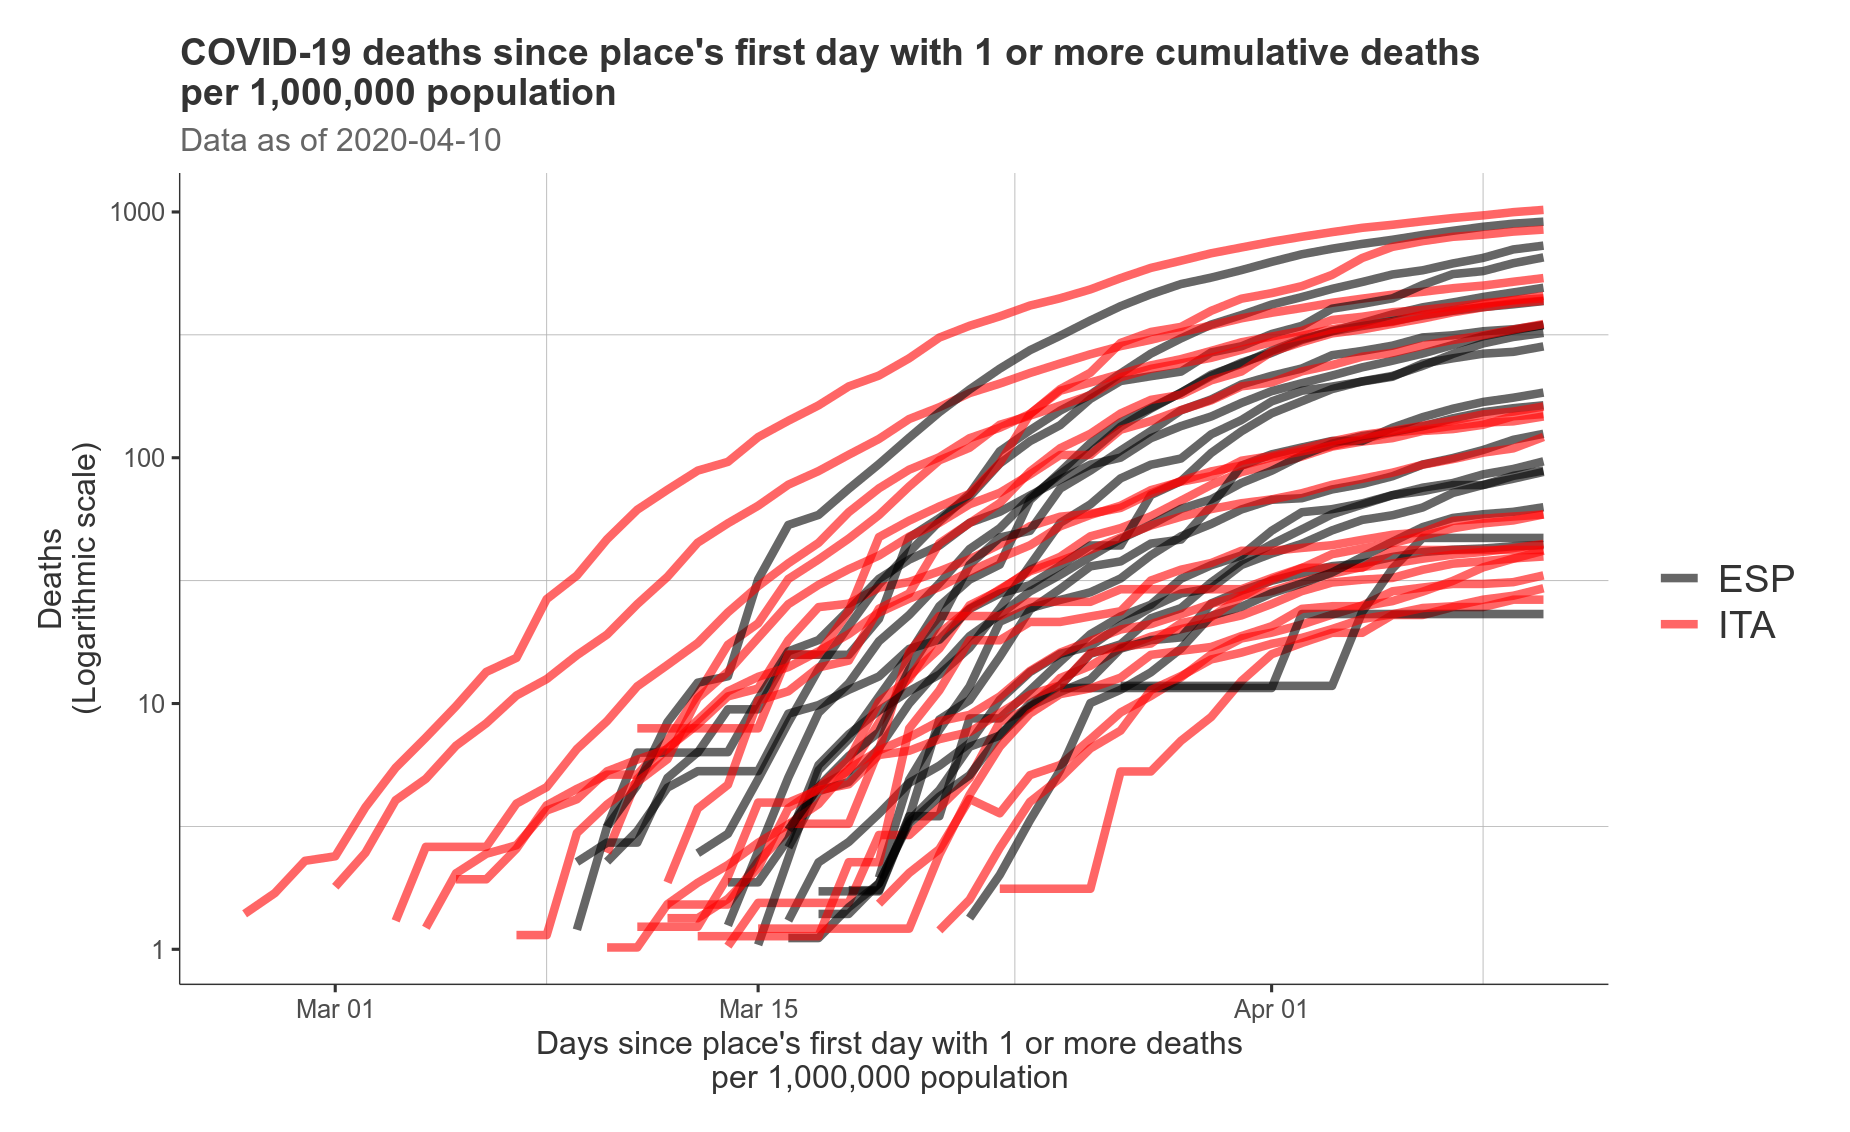 COVID-19 deaths since place's first day with 1 or more cumulative deaths
per 1,000,000 population
Data as of 2020-04-10
Deaths
(Logarithmic scale)
1000
100
10
1
Mar 01
Mar 15
Apr 01
Days since place's first day with 1 or more deaths
per 1,000,000 population
ESP
ITA